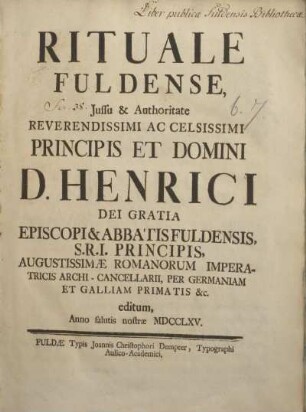 Liber publicæ Fuldensis Bibliothecæ
RITUALE
FULDENSE,
Jussu & Authoritate
REVERENDISSIMI AC CELSISSIMI
PRINCIPIS ET DOMINI
D. HENRICI
DEI GRATIA
EPISCOPI & ABBATIS FULDENSIS,
S.R.I. PRINCIPIS,
AUGUSTISSIMÆ ROMANORUM IMPERA-
TRICIS ARCHI-CANCELLARII, PER GERMANIAM
ET GALLIAM PRIMATIS &c.
editum,
Anno salutis nostræ MDCCLXV.
FULDÆ Typis Joannis Christophori Dempter, Typographi
Aulico-Academici.